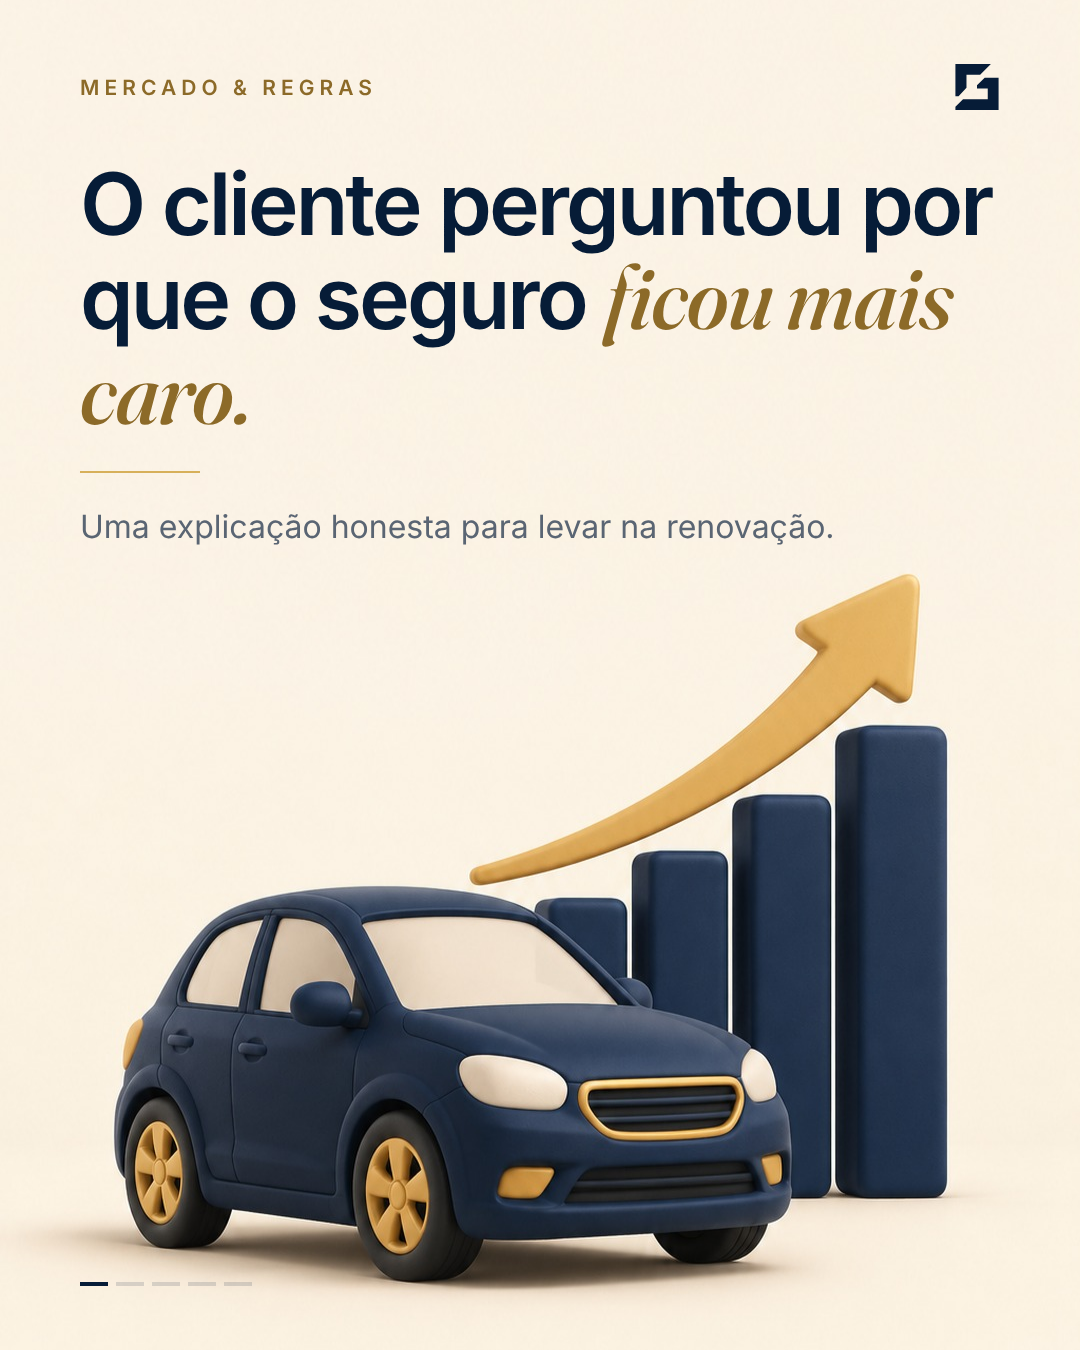 MERCADO & REGRAS
O cliente perguntou por
que o seguro ficou mais
caro.
Uma explicação honesta para levar na renovação.